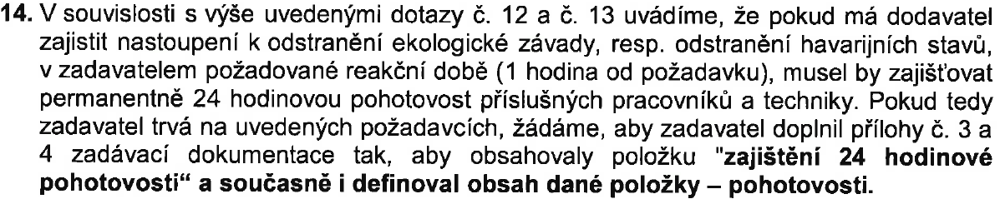 14. V souvislosti s výše uvedenými dotazy č. 12 a č. 13 uvádíme, že pokud má dodavatel
zajistit nastoupení k odstranění ekologické závady, resp. odstranění havarijních stavů,
v zadavatelem požadované reakční době (1 hodina od požadavku), musel by zajišťovat
permanentně 24 hodinovou pohotovost příslušných pracovníků a techniky. Pokud tedy
zadavatel trvá na uvedených požadavcích, žádáme, aby zadavatel doplnil přílohy č. 3 a
4 zadávací dokumentace tak, aby obsahovaly položku "zajištění 24 hodinové
pohotovosti“ a současně i definoval obsah dané položky – pohotovosti.